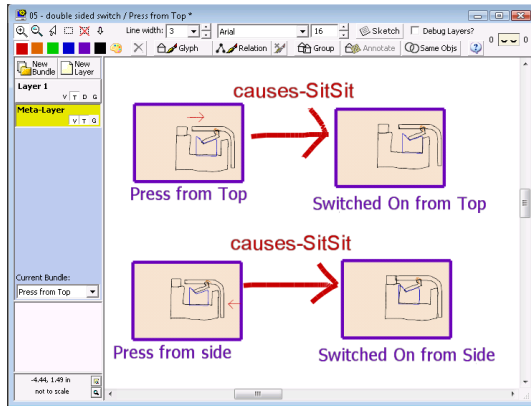 05 - double sided switch / Press from Top *
Line width: 3 Arial 16 Sketch Debug Layers? 0 0
Glyph Relation Group Annotate Same Objs
New Bundle New Layer
Layer 1
V T D G
Meta-Layer
V T G
Current Bundle:
Press from Top
-4.44, 1.49 in
not to scale
causes-SitSit
Press from Top
Switched On from Top
causes-SitSit
Press from side
Switched On from Side